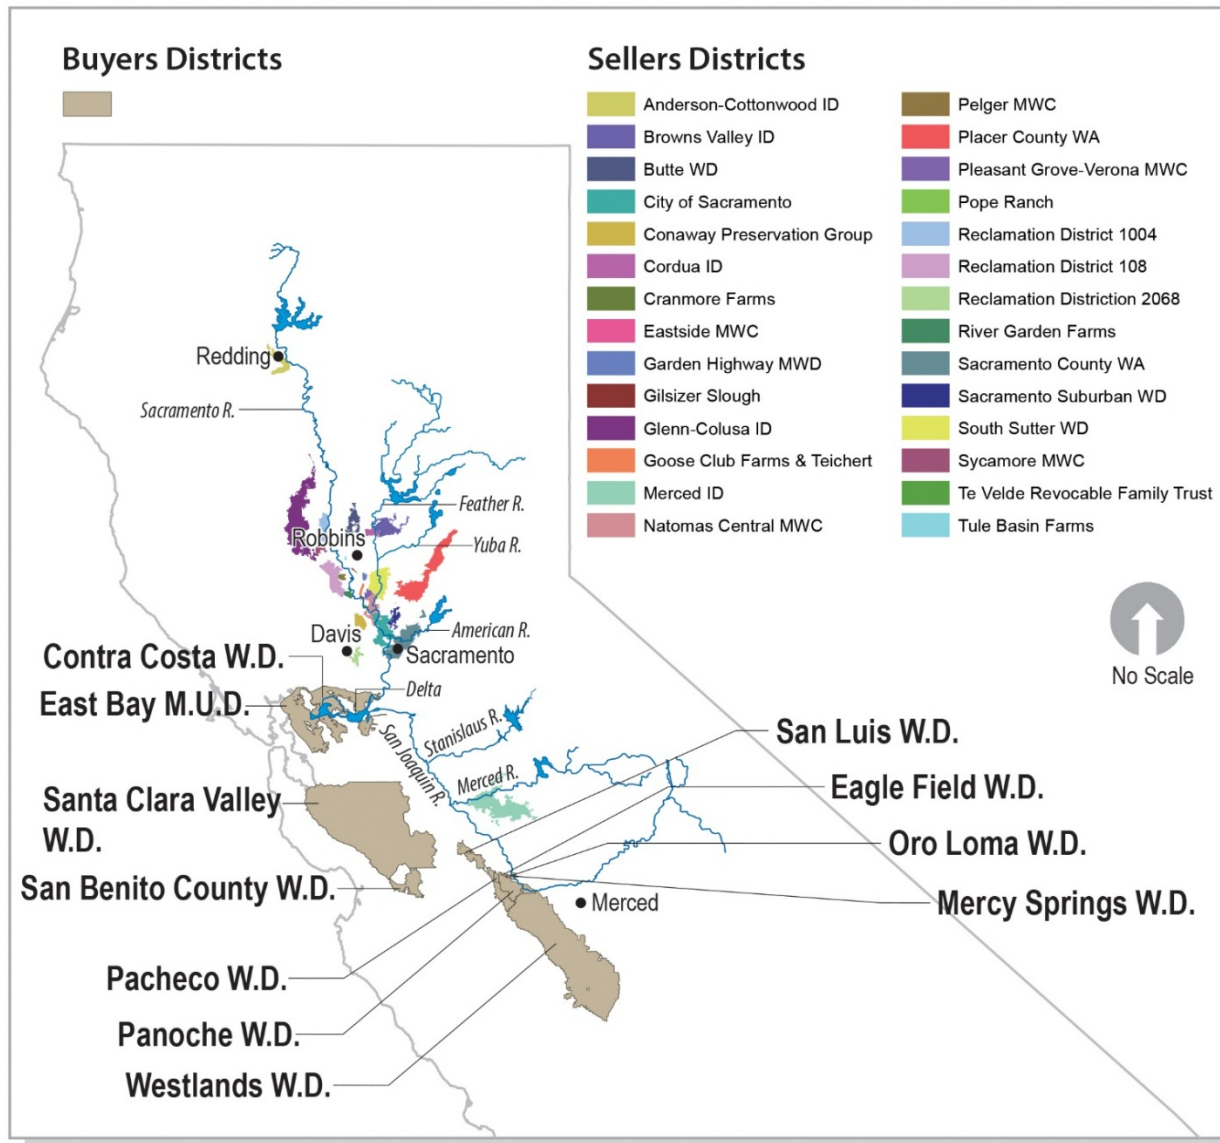 Buyers Districts
Sellers Districts
Anderson-Cottonwood ID
Browns Valley ID
Butte WD
City of Sacramento
Conaway Preservation Group
Cordua ID
Cranmore Farms
Eastside MWC
Garden Highway MWD
Gilsizer Slough
Glenn-Colusa ID
Goose Club Farms & Teichert
Merced ID
Natomas Central MWC
Pelger MWC
Placer County WA
Pleasant Grove-Verona MWC
Pope Ranch
Reclamation District 1004
Reclamation District 108
Reclamation Distriction 2068
River Garden Farms
Sacramento County WA
Sacramento Suburban WD
South Sutter WD
Sycamore MWC
Te Velde Revocable Family Trust
Tule Basin Farms
No Scale
Redding
Sacramento R.
Feather R.
Robbins
Yuba R.
Davis
American R.
Sacramento
Contra Costa W.D.
Delta
East Bay M.U.D.
Stanislaus R.
San Joaquin R.
San Luis W.D.
Merced R.
Eagle Field W.D.
Santa Clara Valley
W.D.
Oro Loma W.D.
San Benito County W.D.
Merced
Mercy Springs W.D.
Pacheco W.D.
Panoche W.D.
Westlands W.D.